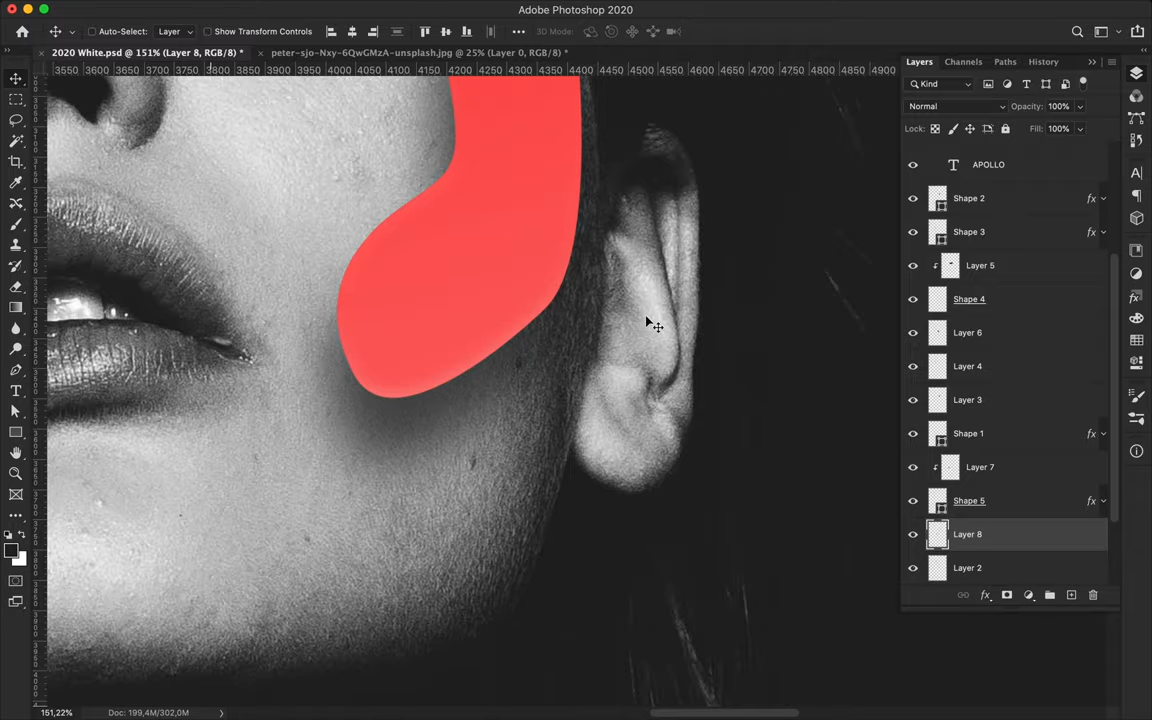 Adobe Photoshop 2020
Auto-Select: Layer Show Transform Controls 3D Mode:
2020 White.psd @ 151% (Layer 8, RGB/8) * peter-sjo-Nxy-6QwGMzA-unsplash.jpg @ 25% (Layer 0, RGB/8) *
3550 3600 3650 3700 3750 3800 3850 3900 3950 4000 4050 4100 4150 4200 4250 4300 4350 4400 4450 4500 4550 4600 4650 4700 4750 4800 4850 4900
Layers Channels Paths History
Kind
Normal Opacity: 100%
Lock: Fill: 100%
T APOLLO
Shape 2 fx
Shape 3 fx
Layer 5
Shape 4
Layer 6
Layer 4
Layer 3
Shape 1 fx
Layer 7
Shape 5 fx
Layer 8
Layer 2
fx
151,22% Doc: 199,4M/302,0M